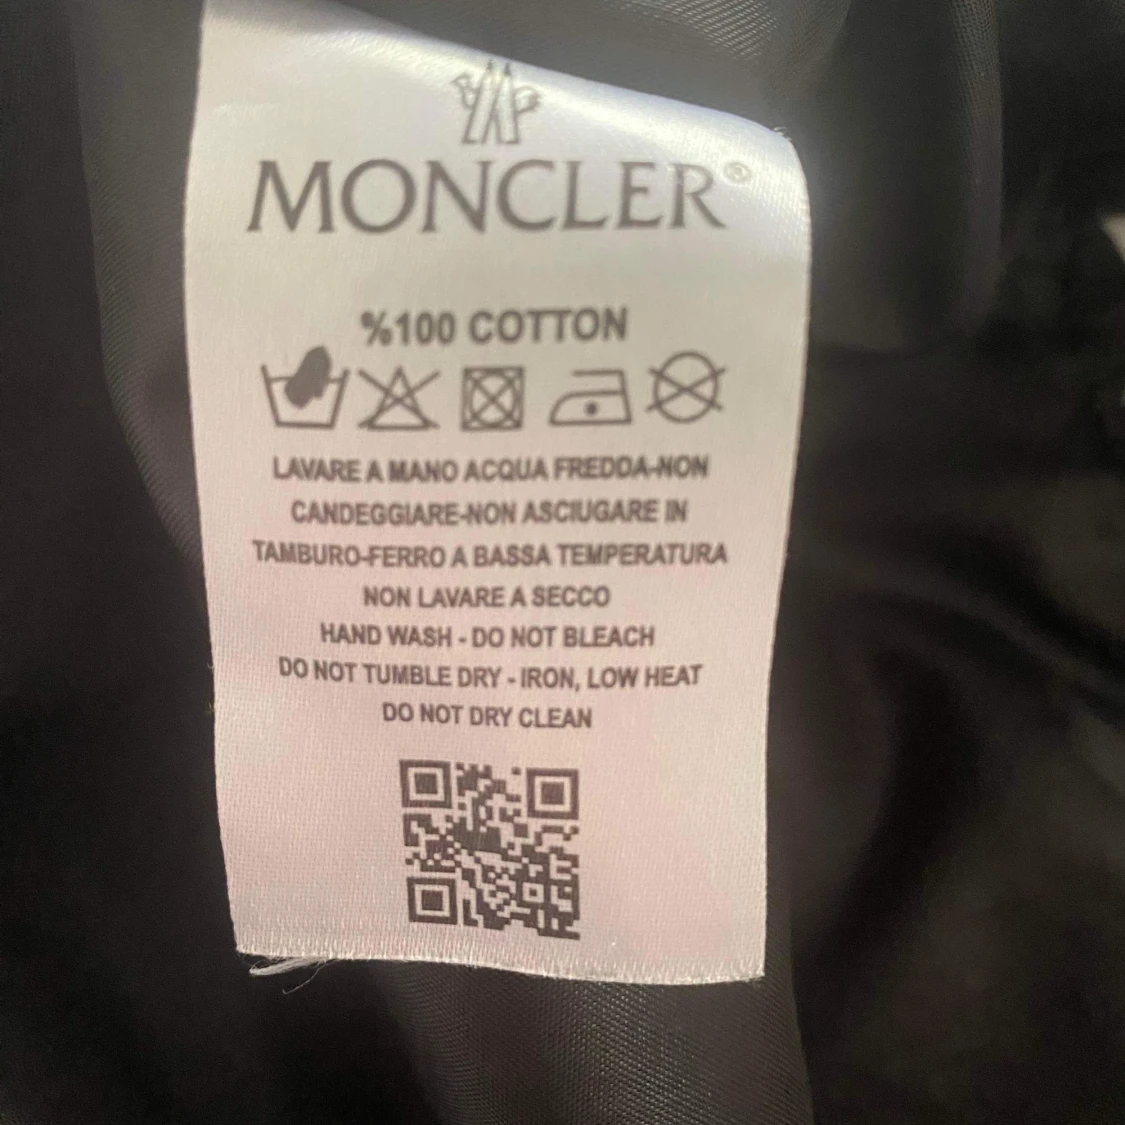 MONCLER®
%100 COTTON
LAVARE A MANO ACQUA FREDDA-NON
CANDEGGIARE-NON ASCIUGARE IN
TAMBURO-FERRO A BASSA TEMPERATURA
NON LAVARE A SECCO
HAND WASH - DO NOT BLEACH
DO NOT TUMBLE DRY - IRON, LOW HEAT
DO NOT DRY CLEAN